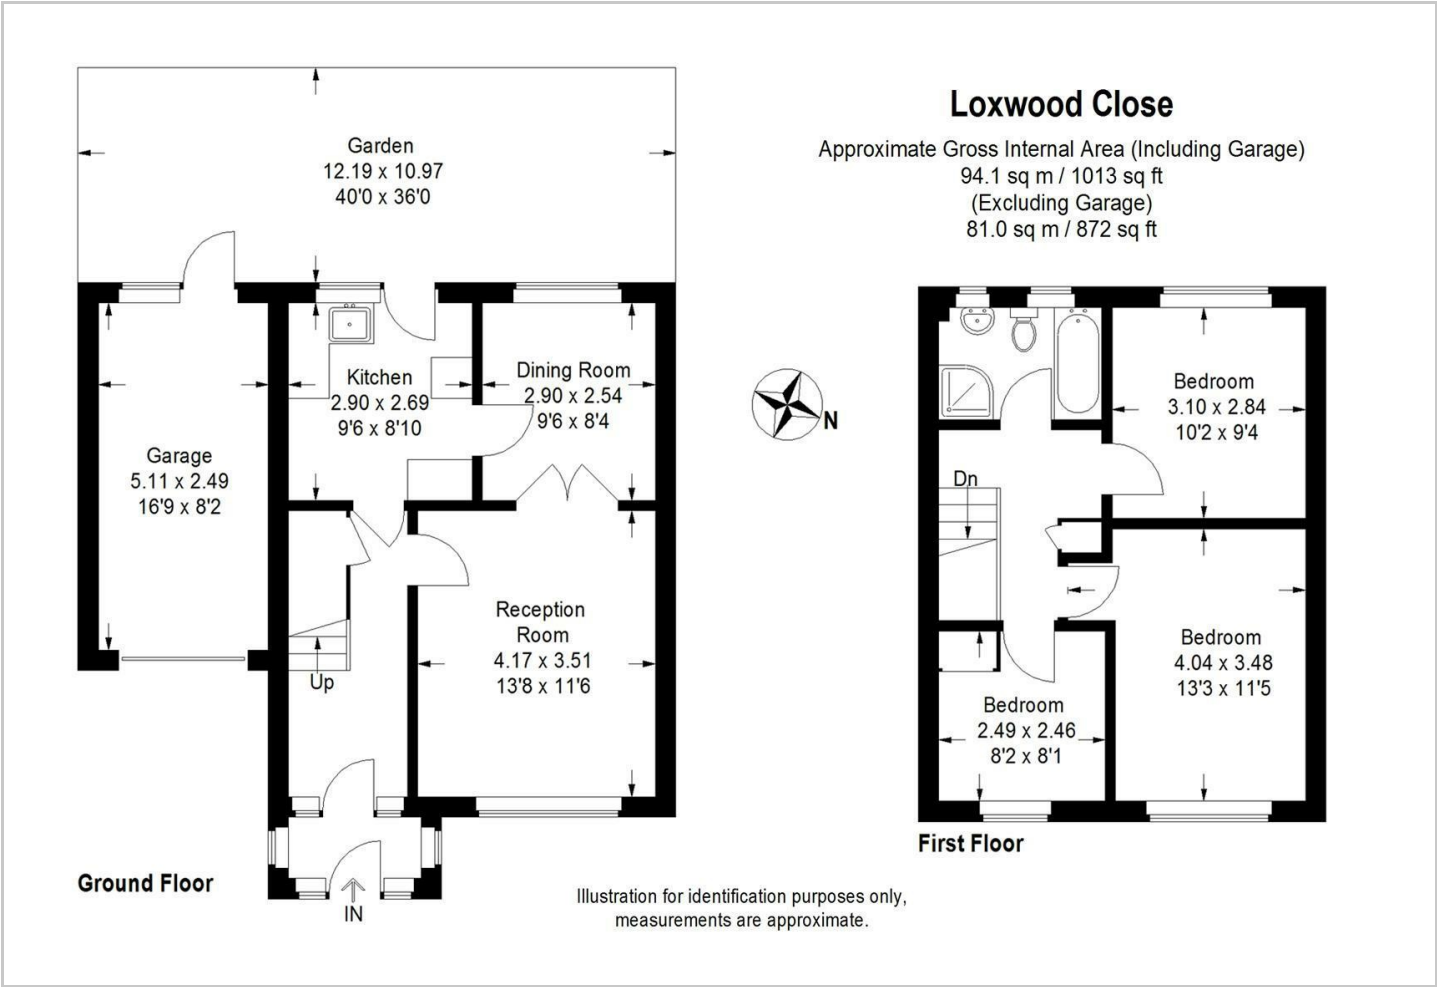 Loxwood Close
Approximate Gross Internal Area (Including Garage)
94.1 sq m / 1013 sq ft
(Excluding Garage)
81.0 sq m / 872 sq ft
Garden
12.19 x 10.97
40'0 x 36'0
Kitchen
2.90 x 2.69
9'6 x 8'10
Dining Room
2.90 x 2.54
9'6 x 8'4
Garage
5.11 x 2.49
16'9 x 8'2
Reception
Room
4.17 x 3.51
13'8 x 11'6
Up
IN
Ground Floor
N
Bedroom
3.10 x 2.84
10'2 x 9'4
Dn
Bedroom
4.04 x 3.48
13'3 x 11'5
Bedroom
2.49 x 2.46
8'2 x 8'1
First Floor
Illustration for identification purposes only,
measurements are approximate.